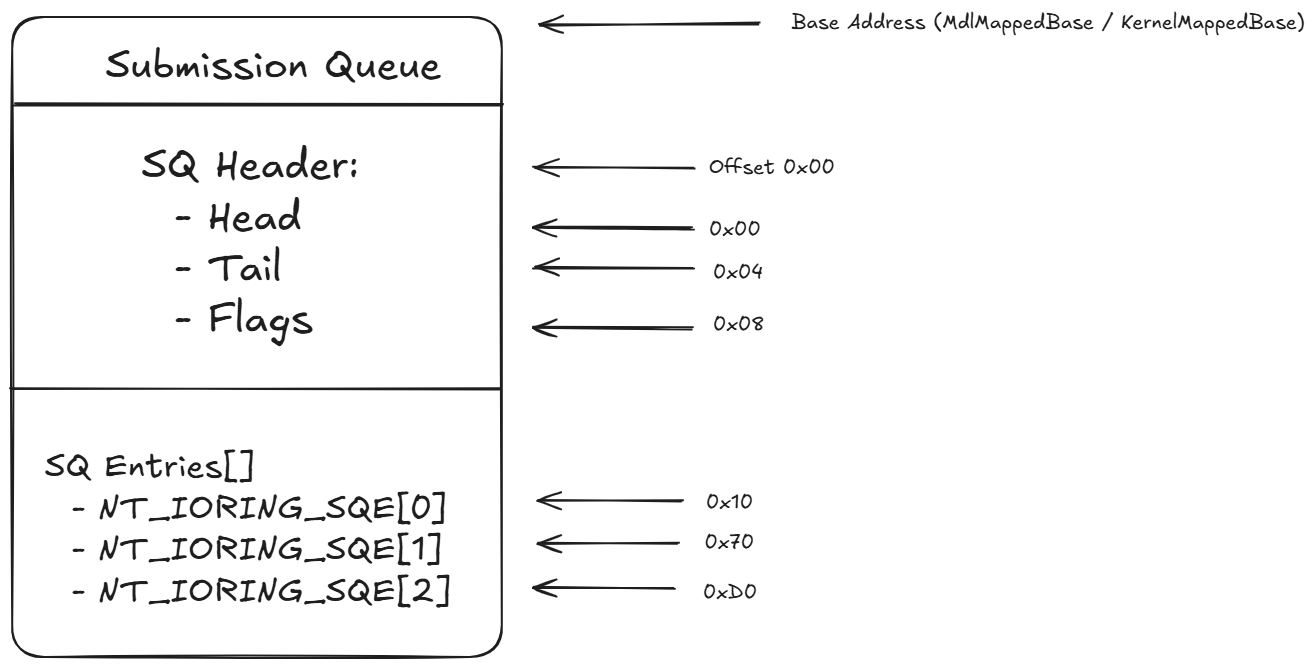 Submission Queue
Base Address (MdlMappedBase / KernelMappedBase)
SQ Header:
Offset 0x00
- Head
0x00
- Tail
0x04
- Flags
0x08
SQ Entries[]
- NT_IORING_SQE[0]
0x10
- NT_IORING_SQE[1]
0x70
- NT_IORING_SQE[2]
0xD0